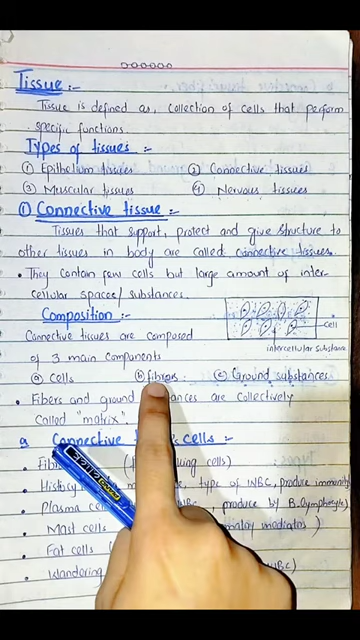 Tissue :-
Tissue is defined as, collection of cells that perform
specific functions.
Types of tissues :-
① Epithelum tissues ② Connective tissues
③ Muscular tissues ④ Nervous tissues
① Connective tissue :-
Tissues that support, protect and give structure to
other tissues in body are called connective tissues.
• They contain few cells but large amount of inter-
cellular spaces/ substances.
Composition :-
Connective tissues are composed
cell
of 3 main components
intercellular substance
ⓐ cells ⓑ fibres ⓒ Ground substances
• Fibers and ground are collectively
called "matrix"
a Connective cells :-
• (
• type of WBC, produce immunity
• Plasma produce by B.lymphocyte)
• Mast cells
• Fat cells (
• Wandering